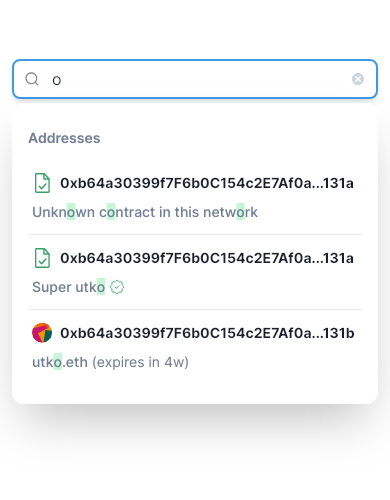 o
Addresses
0xb64a30399f7F6b0C154c2E7Af0a...131a
Unknown contract in this network
0xb64a30399f7F6b0C154c2E7Af0a...131a
Super utko
0xb64a30399f7F6b0C154c2E7Af0a...131b
utko.eth (expires in 4w)